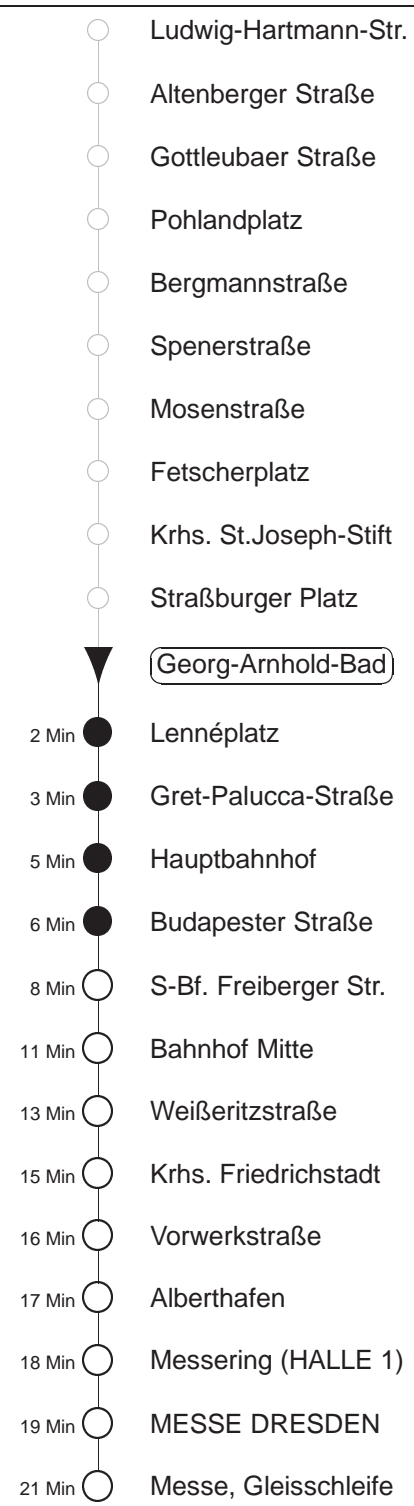 Ludwig-Hartmann-Str.
Altenberger Straße
Gottleubaer Straße
Pohlandplatz
Bergmannstraße
Spenerstraße
Mosenstraße
Fetscherplatz
Krhs. St.Joseph-Stift
Straßburger Platz
Georg-Arnhold-Bad
2 Min Lennéplatz
3 Min Gret-Palucca-Straße
5 Min Hauptbahnhof
6 Min Budapester Straße
8 Min S-Bf. Freiberger Str.
11 Min Bahnhof Mitte
13 Min Weißeritzstraße
15 Min Krhs. Friedrichstadt
16 Min Vorwerkstraße
17 Min Alberthafen
18 Min Messering (HALLE 1)
19 Min MESSE DRESDEN
21 Min Messe, Gleisschleife